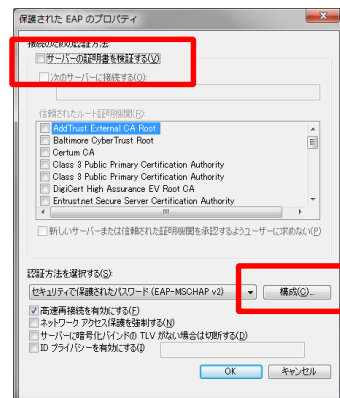 保護された EAP のプロパティ
接続のための認証方法:
サーバーの証明書を検証する(V)
次のサーバーに接続する(O):
信頼されたルート証明機関(R):
AddTrust External CA Root
Baltimore CyberTrust Root
Certum CA
Class 3 Public Primary Certification Authority
Class 3 Public Primary Certification Authority
DigiCert High Assurance EV Root CA
Entrust.net Secure Server Certification Authority
新しいサーバーまたは信頼された証明機関を承認するようユーザーに求めない(P)
認証方法を選択する(S):
セキュリティで保護されたパスワード (EAP-MSCHAP v2)
構成(C)...
高速再接続を有効にする(F)
ネットワーク アクセス保護を強制する(N)
サーバーに暗号化バインドの TLV がない場合は切断する(D)
ID プライバシーを有効にする(I)
OK
キャンセル